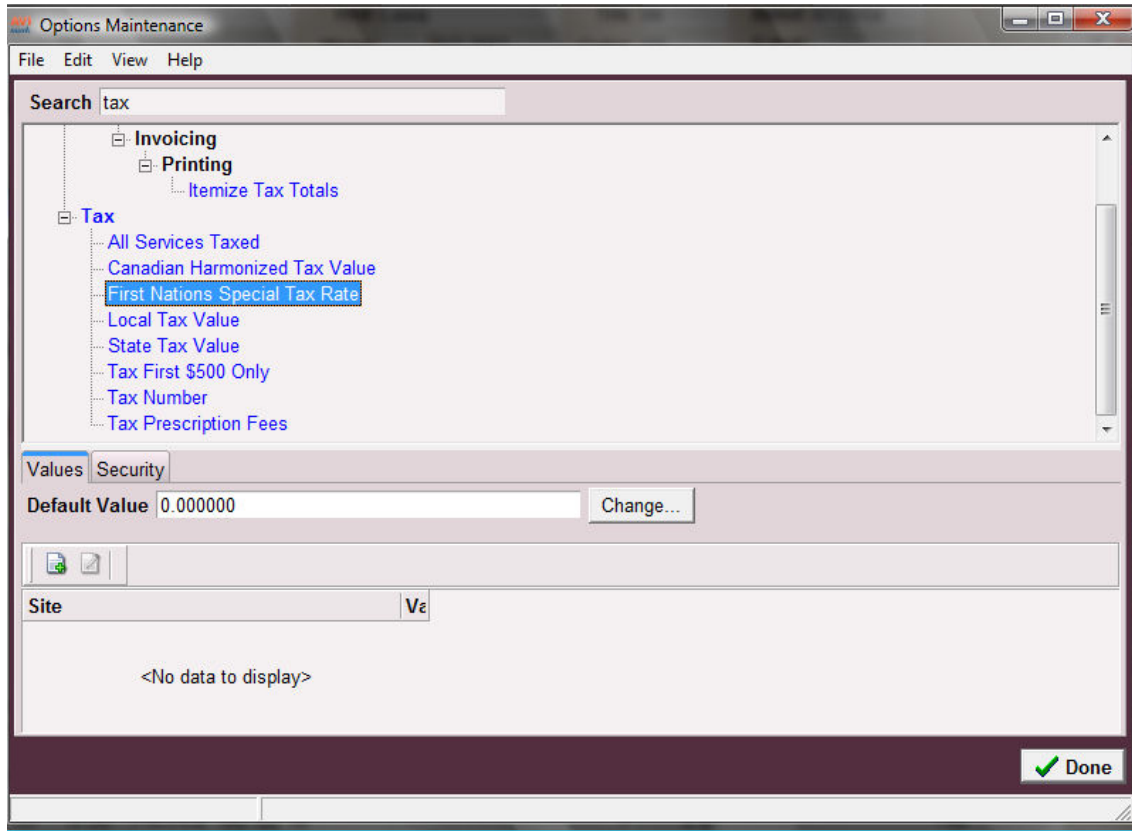 Options Maintenance
File Edit View Help
Search tax
Invoicing
Printing
Itemize Tax Totals
Tax
All Services Taxed
Canadian Harmonized Tax Value
First Nations Special Tax Rate
Local Tax Value
State Tax Value
Tax First $500 Only
Tax Number
Tax Prescription Fees
Values Security
Default Value 0.000000 Change...
Site Va
<No data to display>
Done